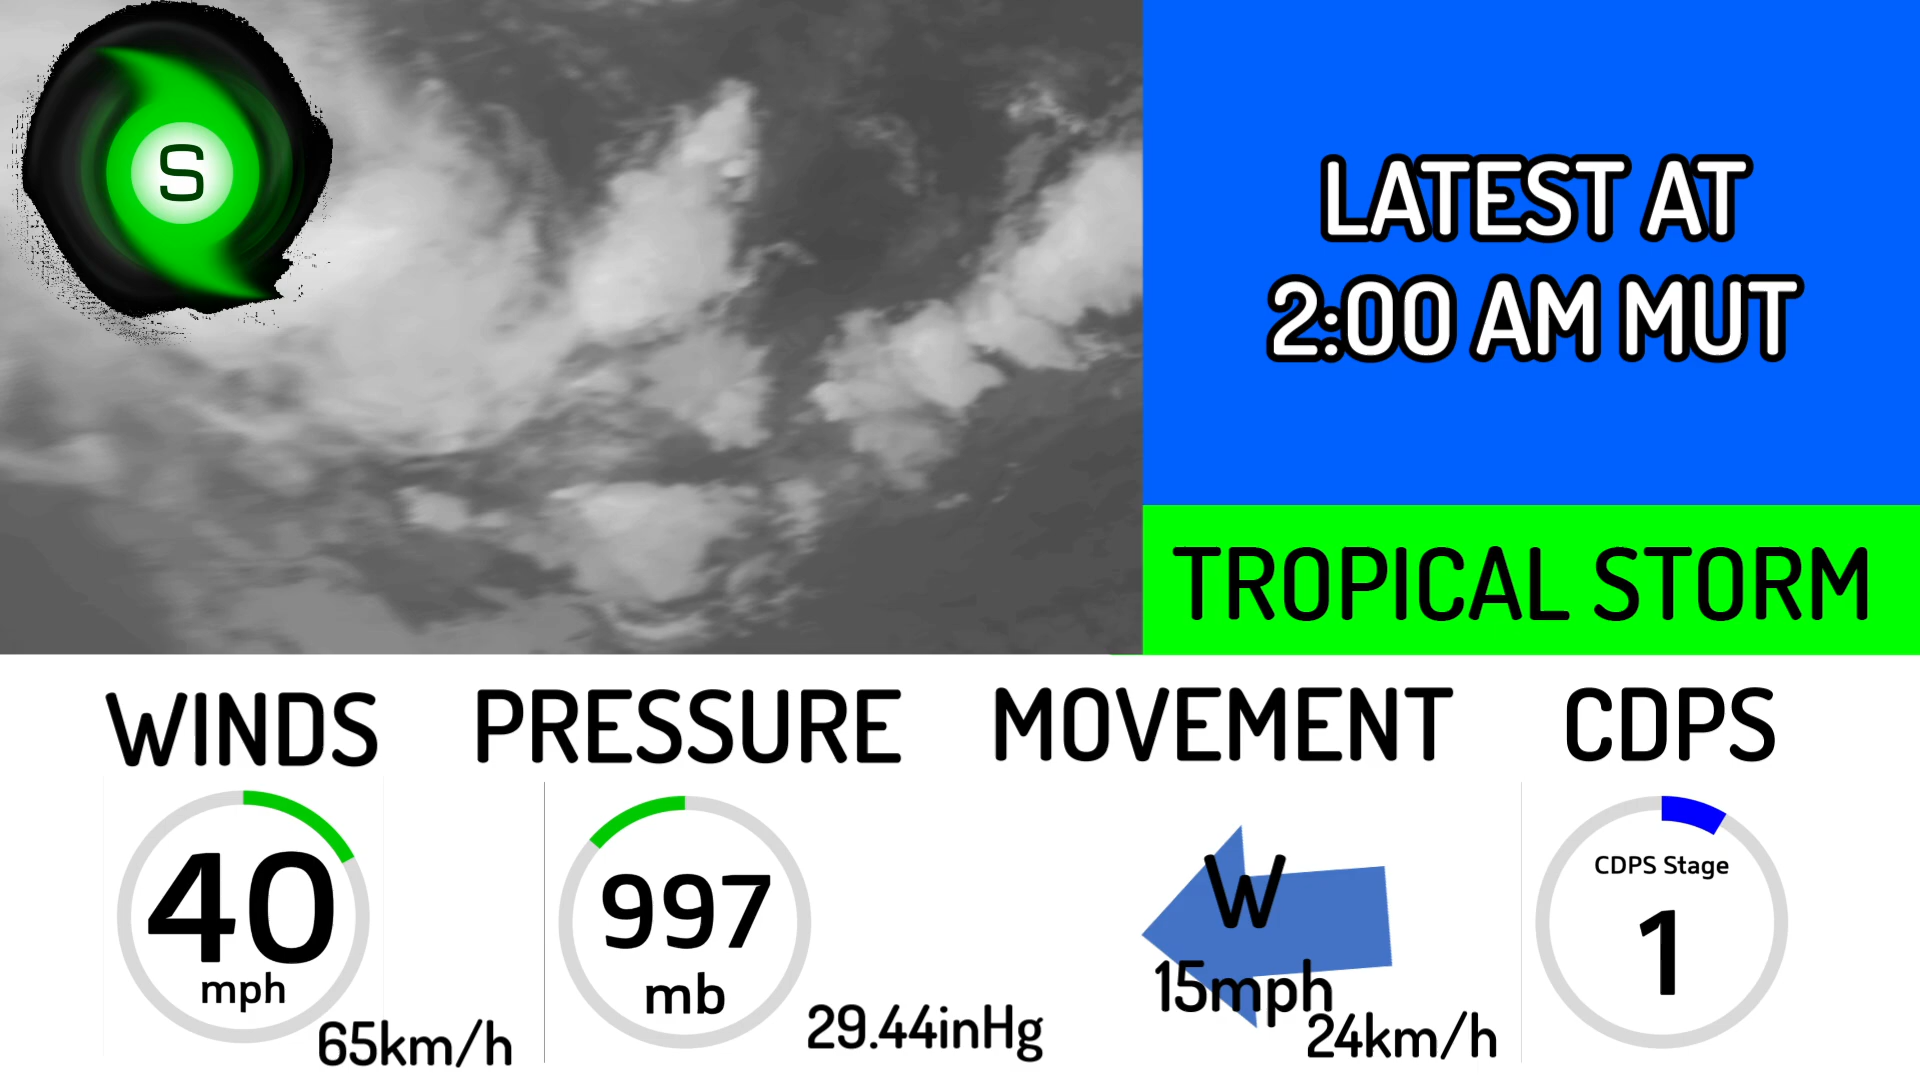 S
LATEST AT
2:00 AM MUT
TROPICAL STORM
WINDS PRESSURE MOVEMENT CDPS
40
mph
65km/h
997
mb
29.44inHg
W
15mph
24km/h
CDPS Stage
1